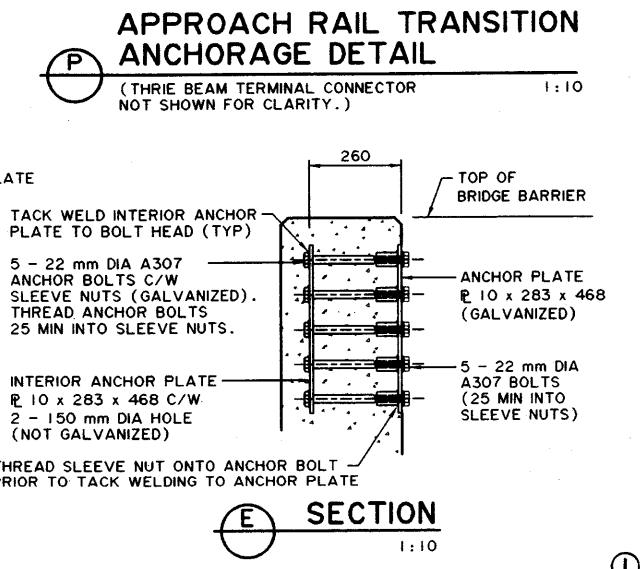 APPROACH RAIL TRANSITION
ANCHORAGE DETAIL
P
(THRIE BEAM TERMINAL CONNECTOR
NOT SHOWN FOR CLARITY.)
1:10
260
TOP OF
BRIDGE BARRIER
LATE
TACK WELD INTERIOR ANCHOR
PLATE TO BOLT HEAD (TYP)
5 - 22 mm DIA A307
ANCHOR BOLTS C/W
SLEEVE NUTS (GALVANIZED).
THREAD ANCHOR BOLTS
25 MIN INTO SLEEVE NUTS.
ANCHOR PLATE
PL 10 x 283 x 468
(GALVANIZED)
INTERIOR ANCHOR PLATE
PL 10 x 283 x 468 C/W
2 - 150 mm DIA HOLE
(NOT GALVANIZED)
5 - 22 mm DIA
A307 BOLTS
(25 MIN INTO
SLEEVE NUTS)
THREAD SLEEVE NUT ONTO ANCHOR BOLT
PRIOR TO TACK WELDING TO ANCHOR PLATE
E
SECTION
1:10